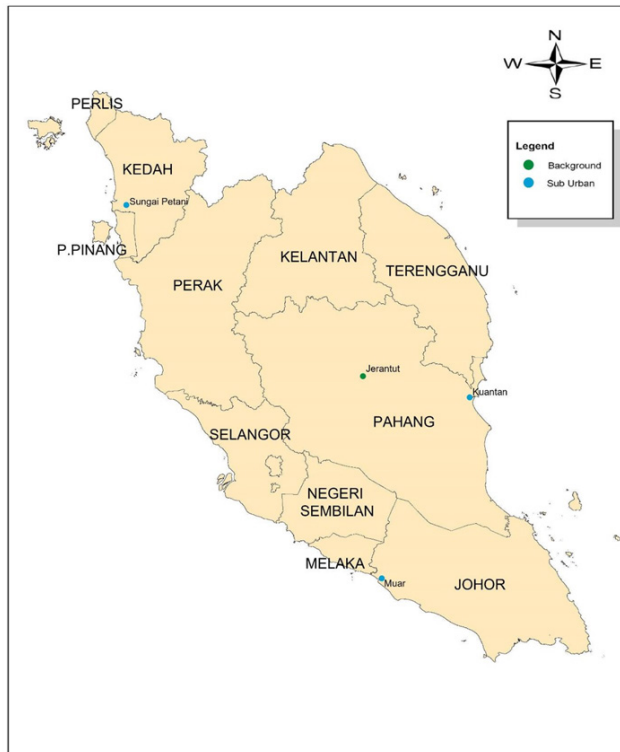 N
W E
S
Legend
Background
Sub Urban
PERLIS
KEDAH
Sungai Petani
P.PINANG
KELANTAN
TERENGGANU
PERAK
Jerantut
Kuantan
PAHANG
SELANGOR
NEGERI
SEMBILAN
MELAKA
Muar
JOHOR